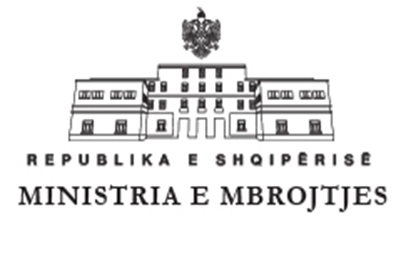 REPUBLIKA E SHQIPËRISË
MINISTRIA E MBROJTJES